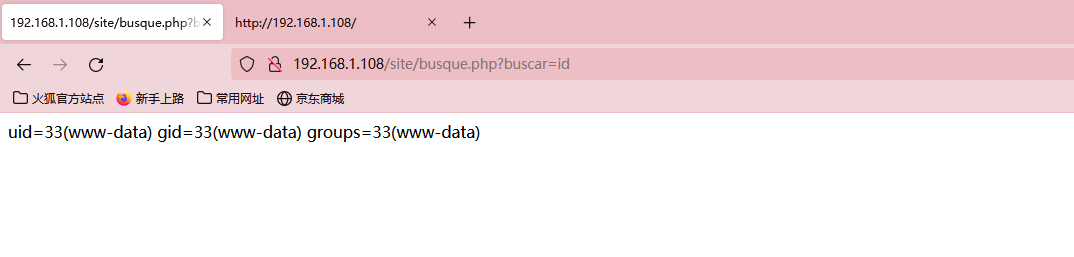 192.168.1.108/site/busque.php?b
http://192.168.1.108/
192.168.1.108/site/busque.php?buscar=id
火狐官方站点 新手上路 常用网址 京东商城
uid=33(www-data) gid=33(www-data) groups=33(www-data)